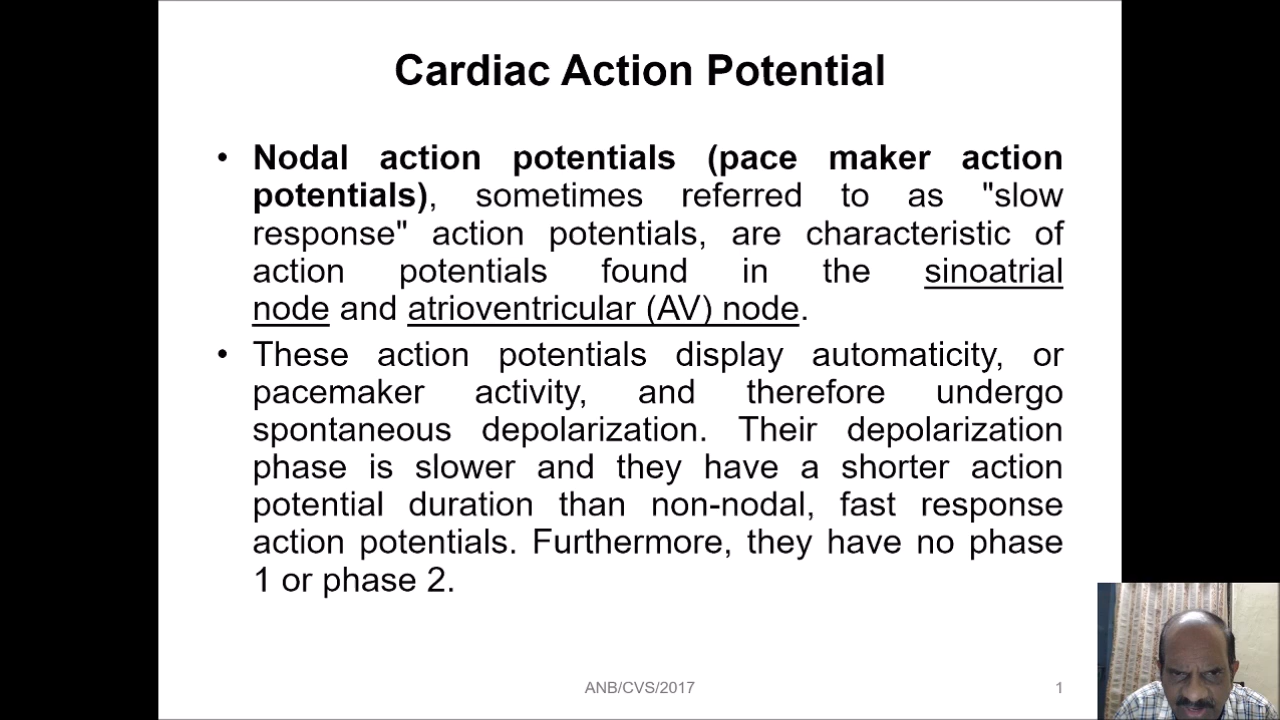 Cardiac Action Potential
• Nodal action potentials (pace maker action
potentials), sometimes referred to as "slow
response" action potentials, are characteristic of
action potentials found in the sinoatrial
node and atrioventricular (AV) node.
• These action potentials display automaticity, or
pacemaker activity, and therefore undergo
spontaneous depolarization. Their depolarization
phase is slower and they have a shorter action
potential duration than non-nodal, fast response
action potentials. Furthermore, they have no phase
1 or phase 2.
ANB/CVS/2017
1